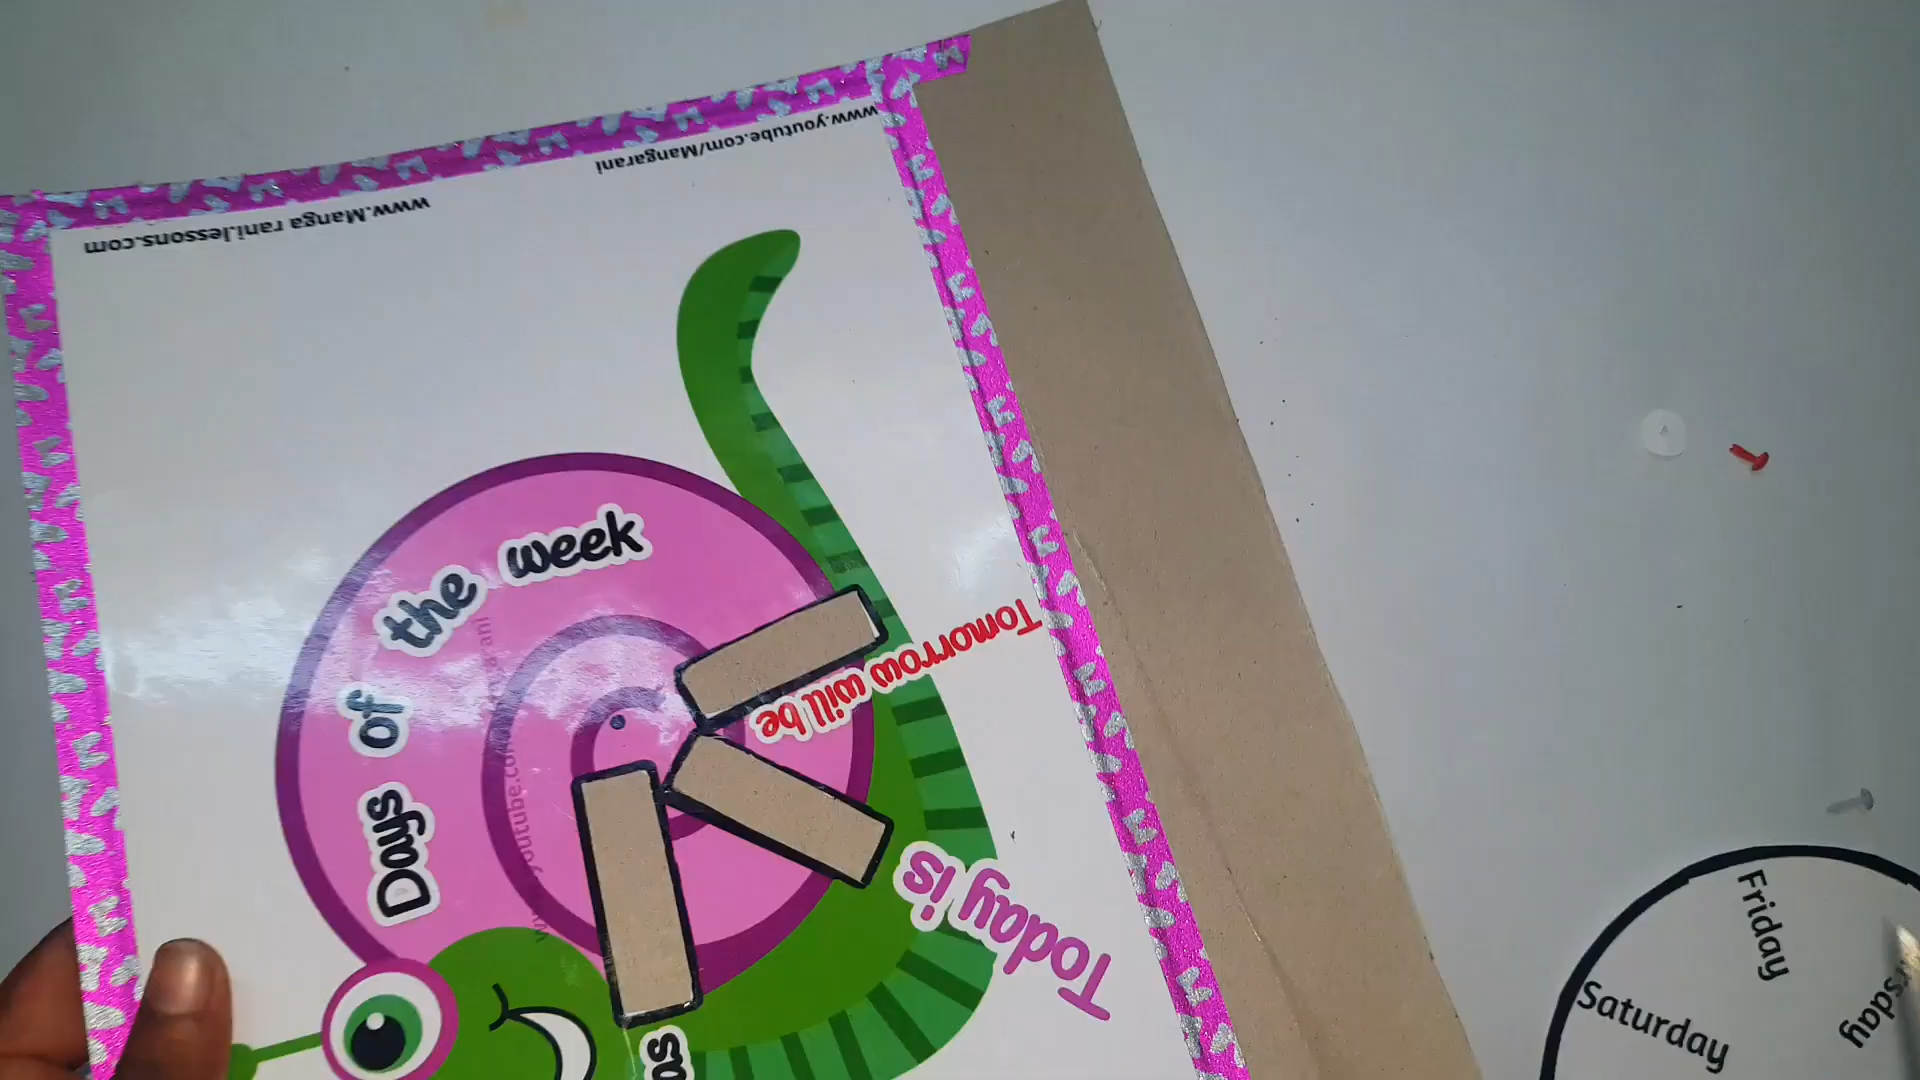 www.youtube.com/Mangarani
www.Manga rani.lessons.com
Days of the week
Tomorrow will be
Today is
Friday
Saturday